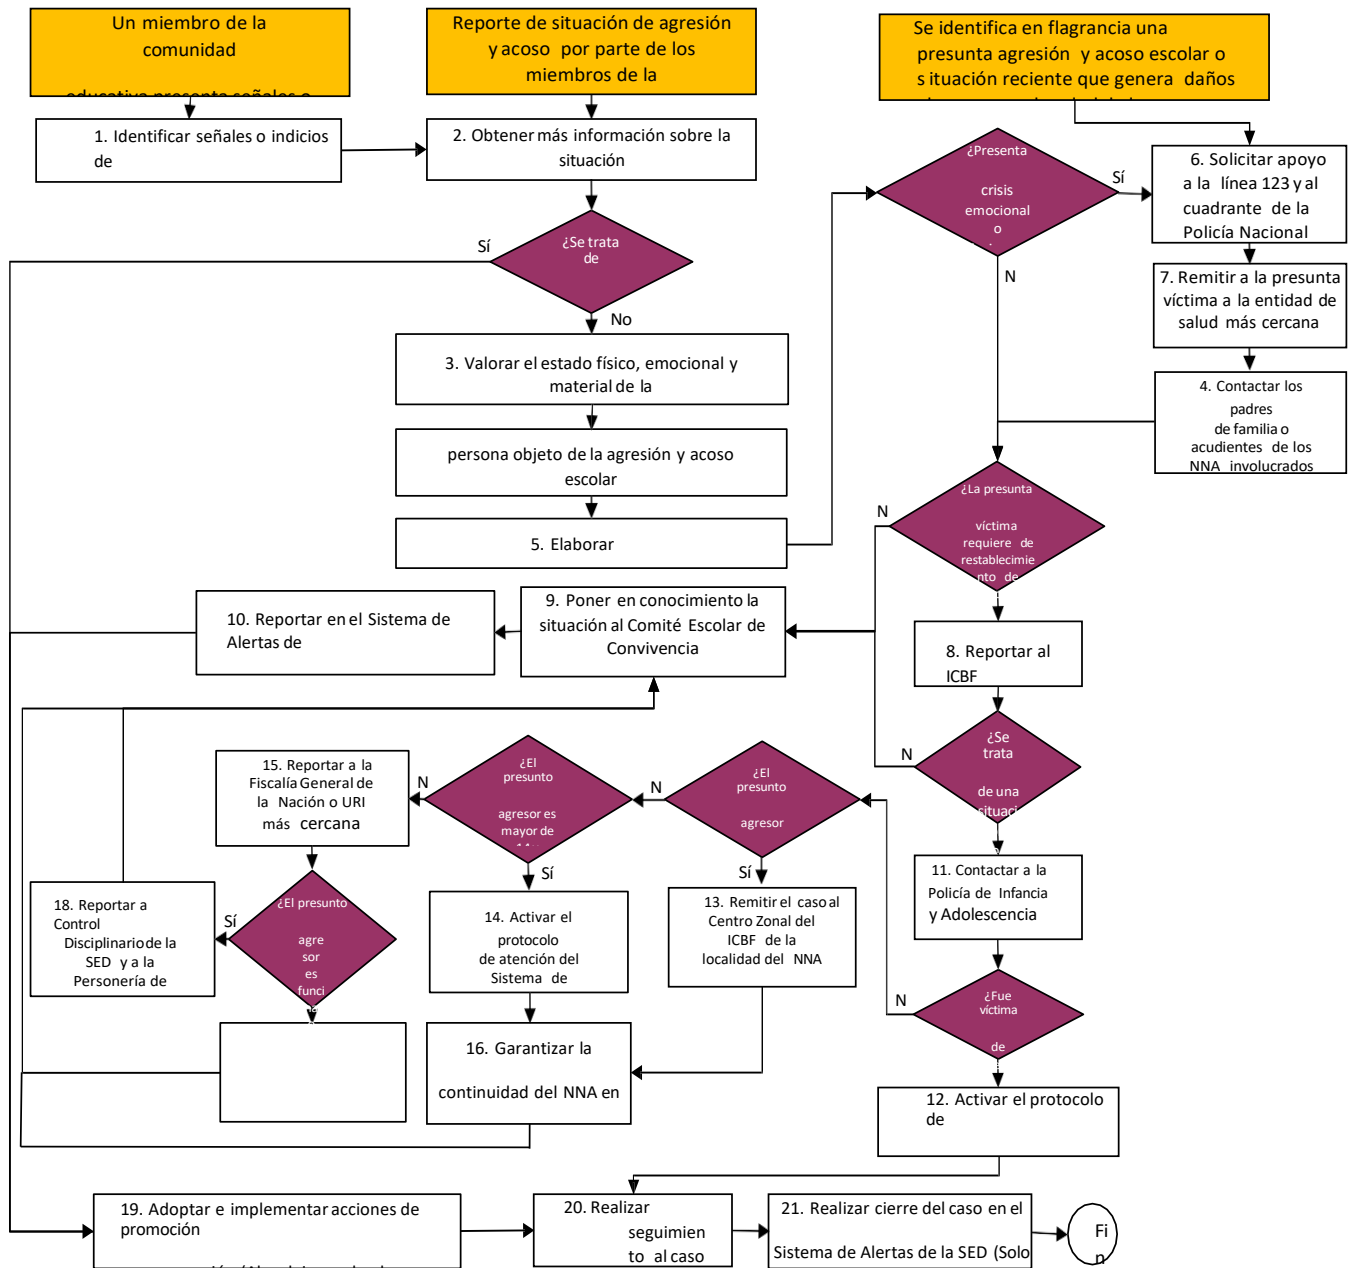 Un miembro de la
comunidad
educativa presenta señales o
Reporte de situación de agresión
y acoso por parte de los
miembros de la
Se identifica en flagrancia una
presunta agresión y acoso escolar o
situación reciente que genera daños
1. Identificar señales o indicios
de
2. Obtener más información sobre la
situación
¿Presenta
crisis
emocional
o
Sí
6. Solicitar apoyo
a la línea 123 y al
cuadrante de la
Policía Nacional
Sí
¿Se trata
de
N
No
7. Remitir a la presunta
víctima a la entidad de
salud más cercana
3. Valorar el estado físico, emocional y
material de la
4. Contactar los
padres
de familia o
acudientes de los
NNA involucrados
persona objeto de la agresión y acoso
escolar
¿La presunta
víctima
requiere de
restablecimie
nto de
N
5. Elaborar
9. Poner en conocimiento la
situación al Comité Escolar de
Convivencia
10. Reportar en el Sistema de
Alertas de
8. Reportar al
ICBF
¿Se
trata
de una
situaci
N
15. Reportar a la
Fiscalía General de
la Nación o URI
más cercana
N
¿El
presunto
agresor es
mayor de
N
¿El
presunto
agresor
Sí
Sí
11. Contactar a la
Policía de Infancia
y Adolescencia
18. Reportar a
Control
Disciplinario de la
SED y a la
Personería de
Sí
¿El presunto
agre
sor
es
funci
14. Activar el
protocolo
de atención del
Sistema de
13. Remitir el caso al
Centro Zonal del
ICBF de la
localidad del NNA
N
¿Fue
víctima
de
16. Garantizar la
continuidad del NNA en
12. Activar el protocolo
de
19. Adoptar e implementar acciones de
promoción
20. Realizar
seguimien
to al caso
21. Realizar cierre del caso en el
Sistema de Alertas de la SED (Solo
Fi
n